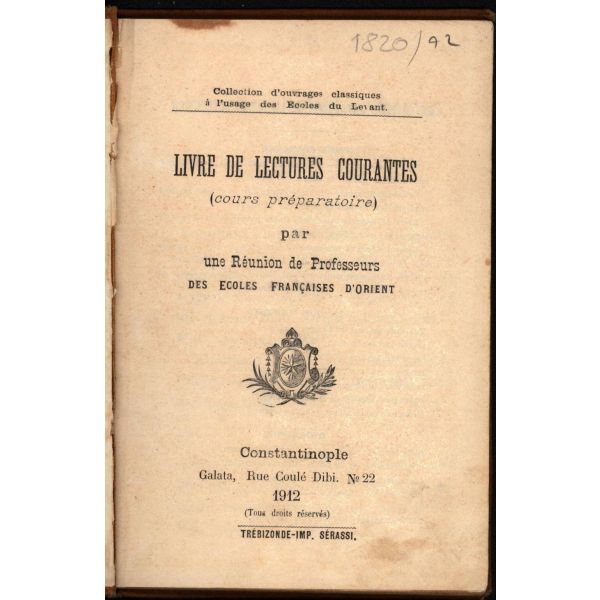 1820/92
Collection d'ouvrages classiques
à l'usage des Ecoles du Levant.
LIVRE DE LECTURES COURANTES
(cours préparatoire)
par
une Réunion de Professeurs
DES ECOLES FRANÇAISES D'ORIENT
Constantinople
Galata, Rue Coulé Dibi. No 22
1912
(Tous droits réservés)
TRÉBIZONDE-IMP. SÉRASSI.